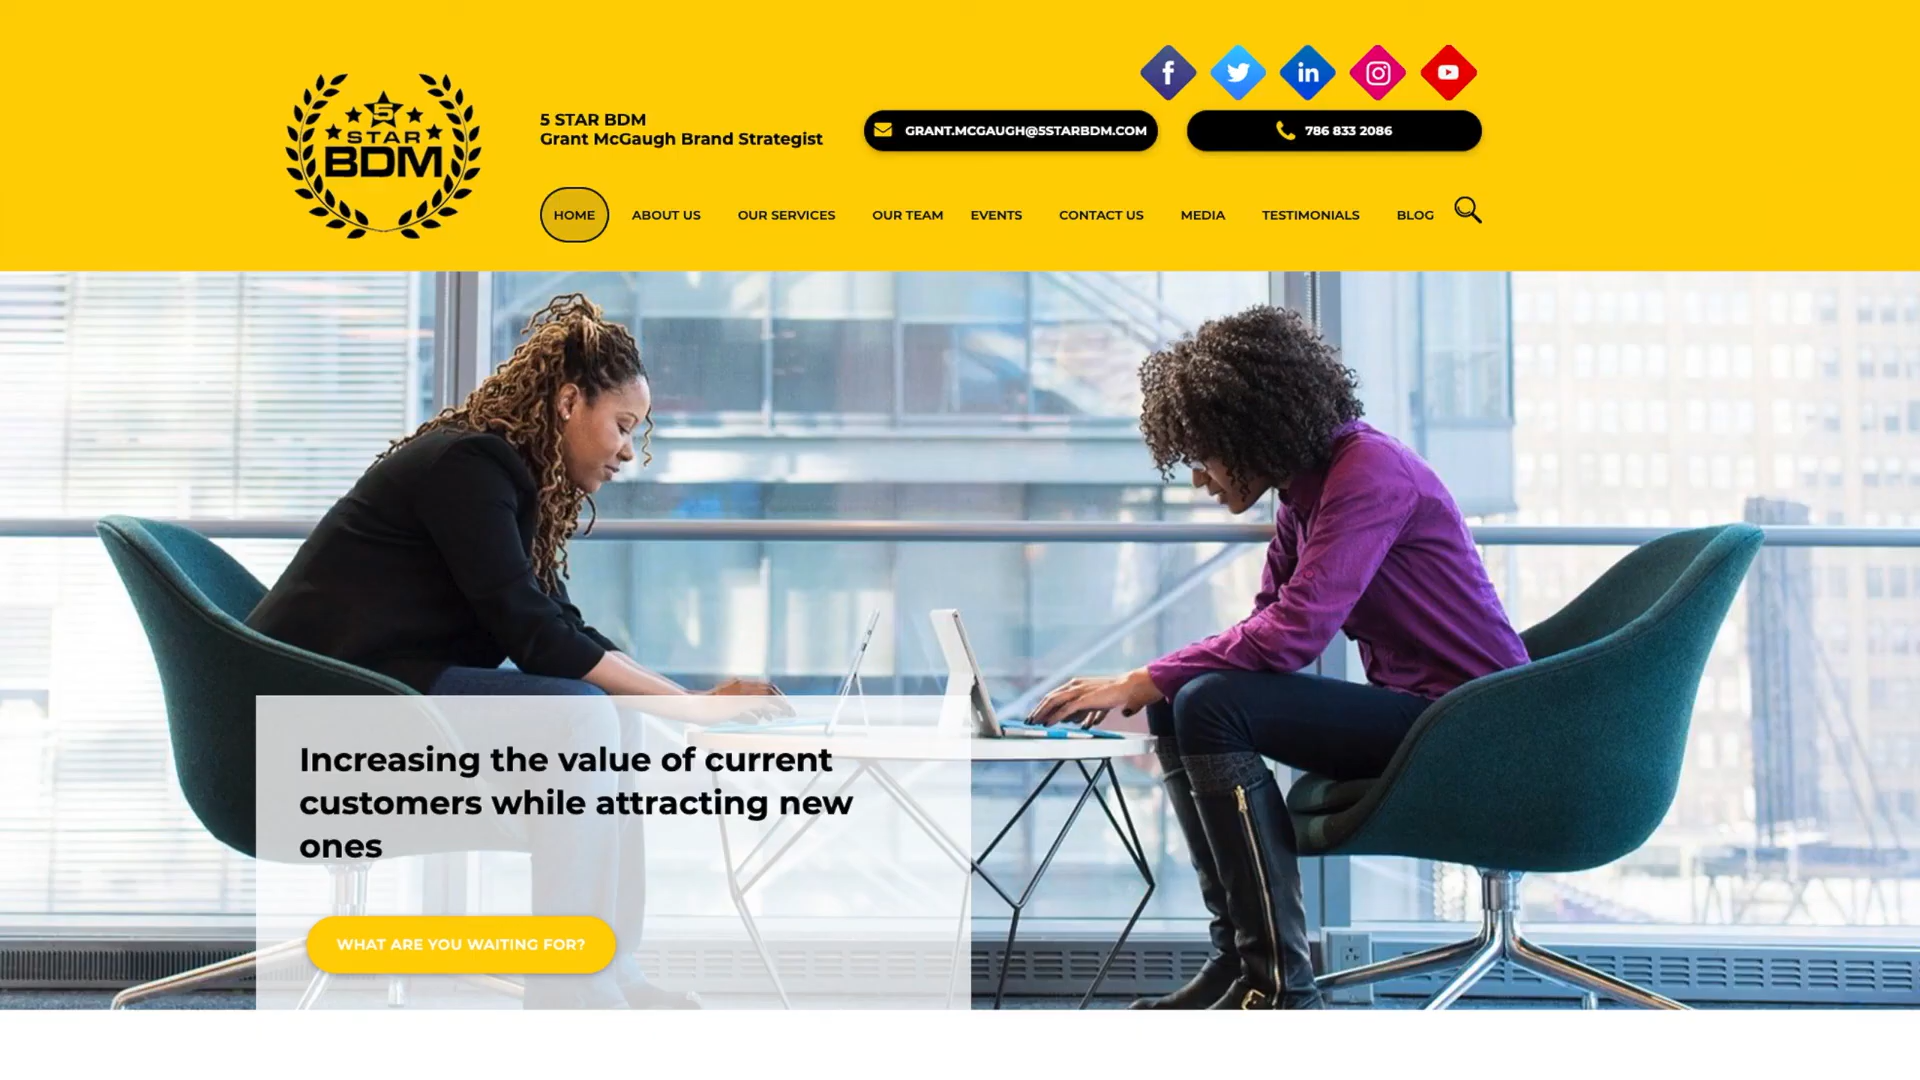 5
STAR
BDM
5 STAR BDM
Grant McGaugh Brand Strategist
GRANT.MCGAUGH@5STARBDM.COM
786 833 2086
HOME
ABOUT US
OUR SERVICES
OUR TEAM
EVENTS
CONTACT US
MEDIA
TESTIMONIALS
BLOG
Increasing the value of current
customers while attracting new
ones
WHAT ARE YOU WAITING FOR?